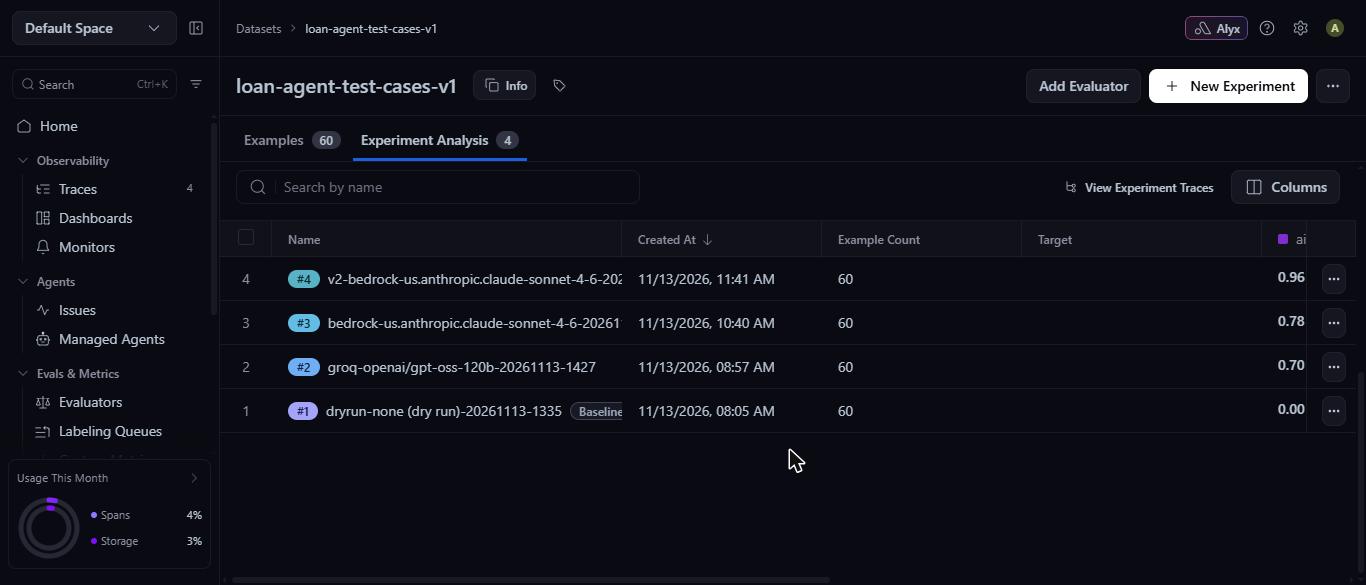 Default Space
Datasets > loan-agent-test-cases-v1
Alyx
A
Search Ctrl+K
loan-agent-test-cases-v1
Info
Add Evaluator
+ New Experiment
Home
Observability
Traces 4
Dashboards
Monitors
Agents
Issues
Managed Agents
Evals & Metrics
Evaluators
Labeling Queues
Usage This Month
Spans 4%
Storage 3%
Examples 60
Experiment Analysis 4
Search by name
View Experiment Traces
Columns
Name Created At ↓ Example Count Target ai
4 #4 v2-bedrock-us.anthropic.claude-sonnet-4-6-202 11/13/2026, 11:41 AM 60 0.96
3 #3 bedrock-us.anthropic.claude-sonnet-4-6-20261 11/13/2026, 10:40 AM 60 0.78
2 #2 groq-openai/gpt-oss-120b-20261113-1427 11/13/2026, 08:57 AM 60 0.70
1 #1 dryrun-none (dry run)-20261113-1335 Baseline 11/13/2026, 08:05 AM 60 0.00